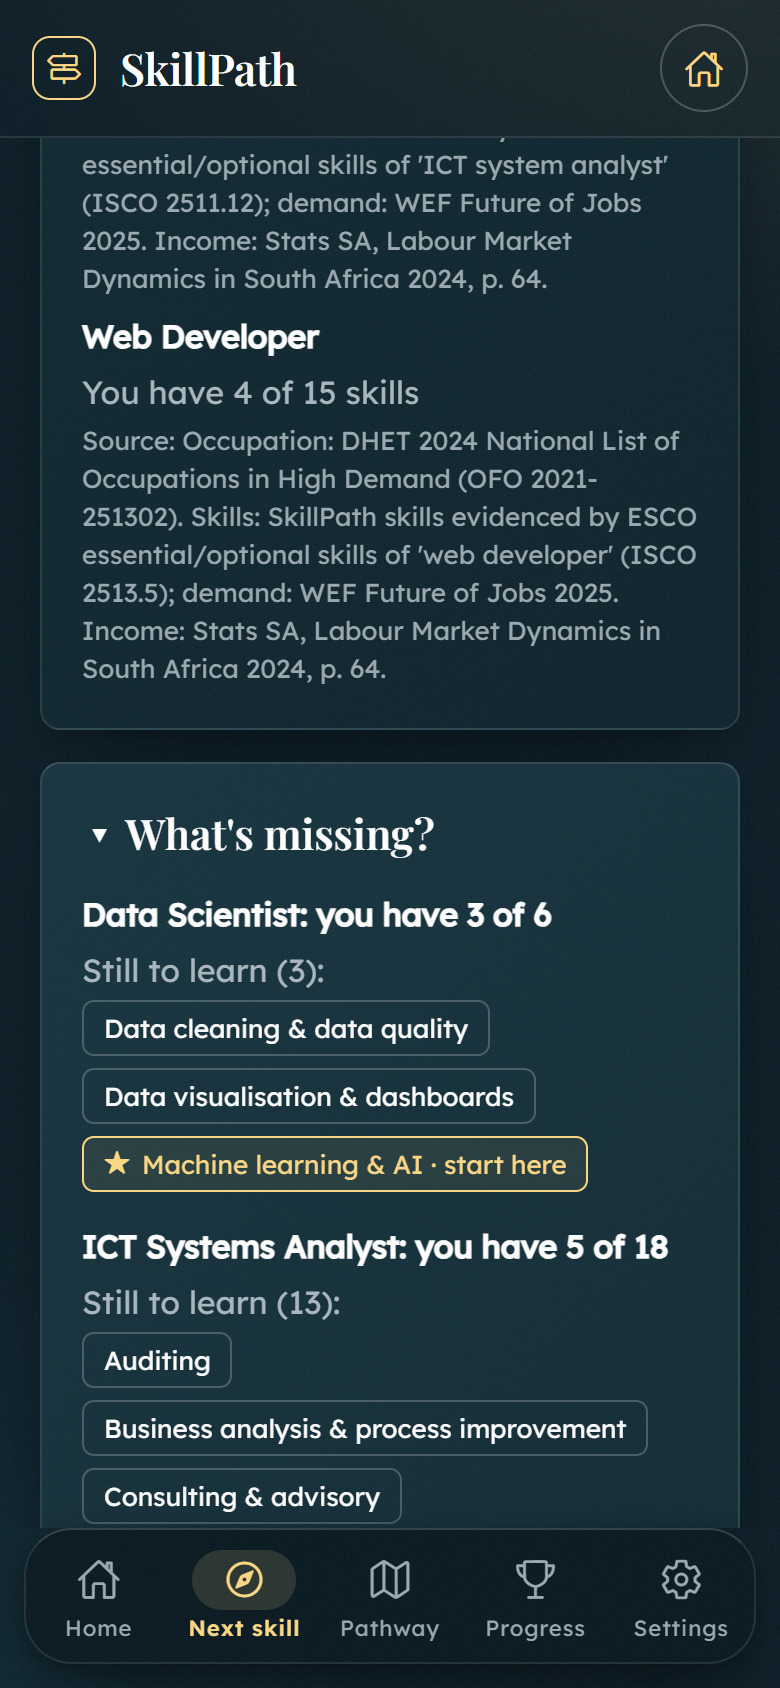 SkillPath
essential/optional skills of 'ICT system analyst'
(ISCO 2511.12); demand: WEF Future of Jobs
2025. Income: Stats SA, Labour Market
Dynamics in South Africa 2024, p. 64.
Web Developer
You have 4 of 15 skills
Source: Occupation: DHET 2024 National List of
Occupations in High Demand (OFO 2021-
251302). Skills: SkillPath skills evidenced by ESCO
essential/optional skills of 'web developer' (ISCO
2513.5); demand: WEF Future of Jobs 2025.
Income: Stats SA, Labour Market Dynamics in
South Africa 2024, p. 64.
▼ What's missing?
Data Scientist: you have 3 of 6
Still to learn (3):
Data cleaning & data quality
Data visualisation & dashboards
★ Machine learning & AI · start here
ICT Systems Analyst: you have 5 of 18
Still to learn (13):
Auditing
Business analysis & process improvement
Consulting & advisory
Home Next skill Pathway Progress Settings